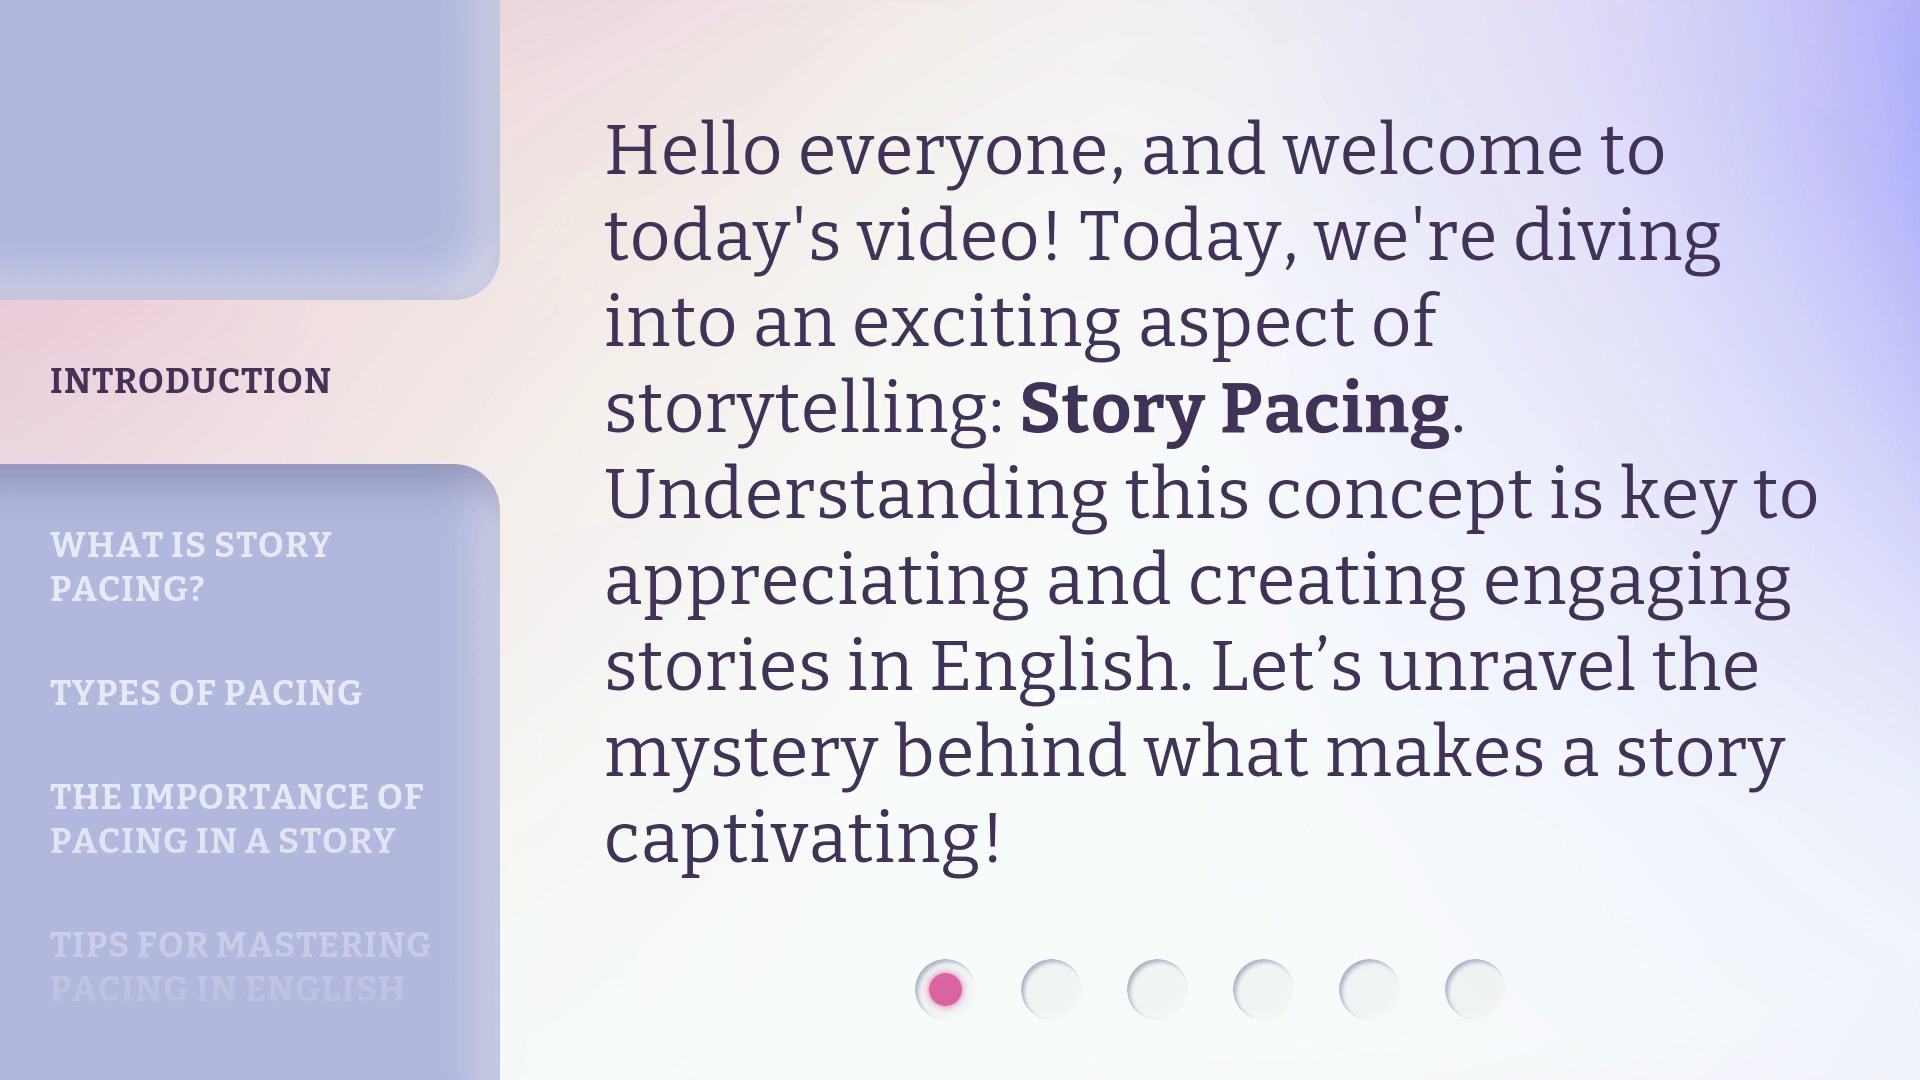 INTRODUCTION
WHAT IS STORY
PACING?
TYPES OF PACING
THE IMPORTANCE OF
PACING IN A STORY
TIPS FOR MASTERING
PACING IN ENGLISH
Hello everyone, and welcome to
today's video! Today, we're diving
into an exciting aspect of
storytelling: Story Pacing.
Understanding this concept is key to
appreciating and creating engaging
stories in English. Let’s unravel the
mystery behind what makes a story
captivating!